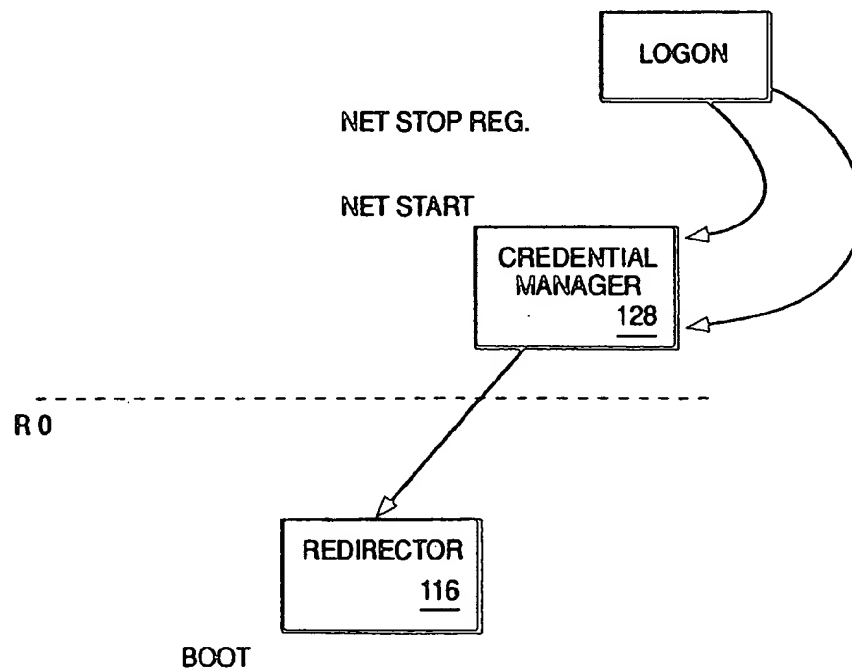 LOGON
NET STOP REG.
NET START
CREDENTIAL
MANAGER
128
R 0
REDIRECTOR
116
BOOT